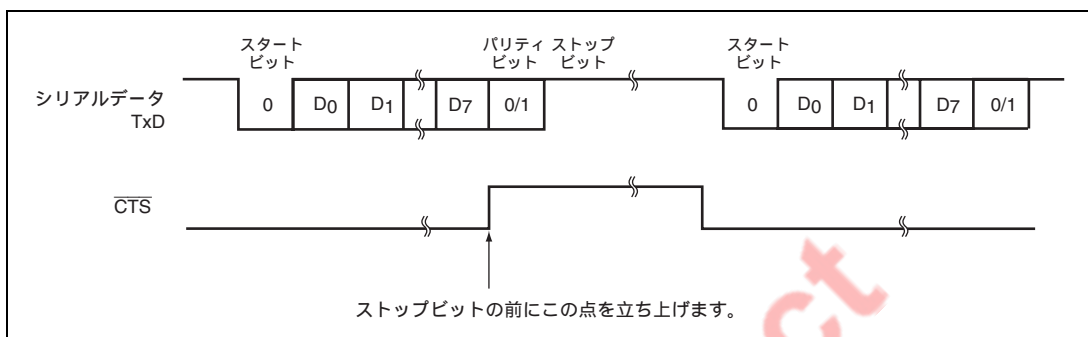 スタート
ビット
パリティ ストップ
ビット ビット
スタート
ビット
シリアルデータ
TxD
0 D0 D1 D7 0/1 0 D0 D1 D7 0/1
CTS
ストップビットの前にこの点を立ち上げます。
ct